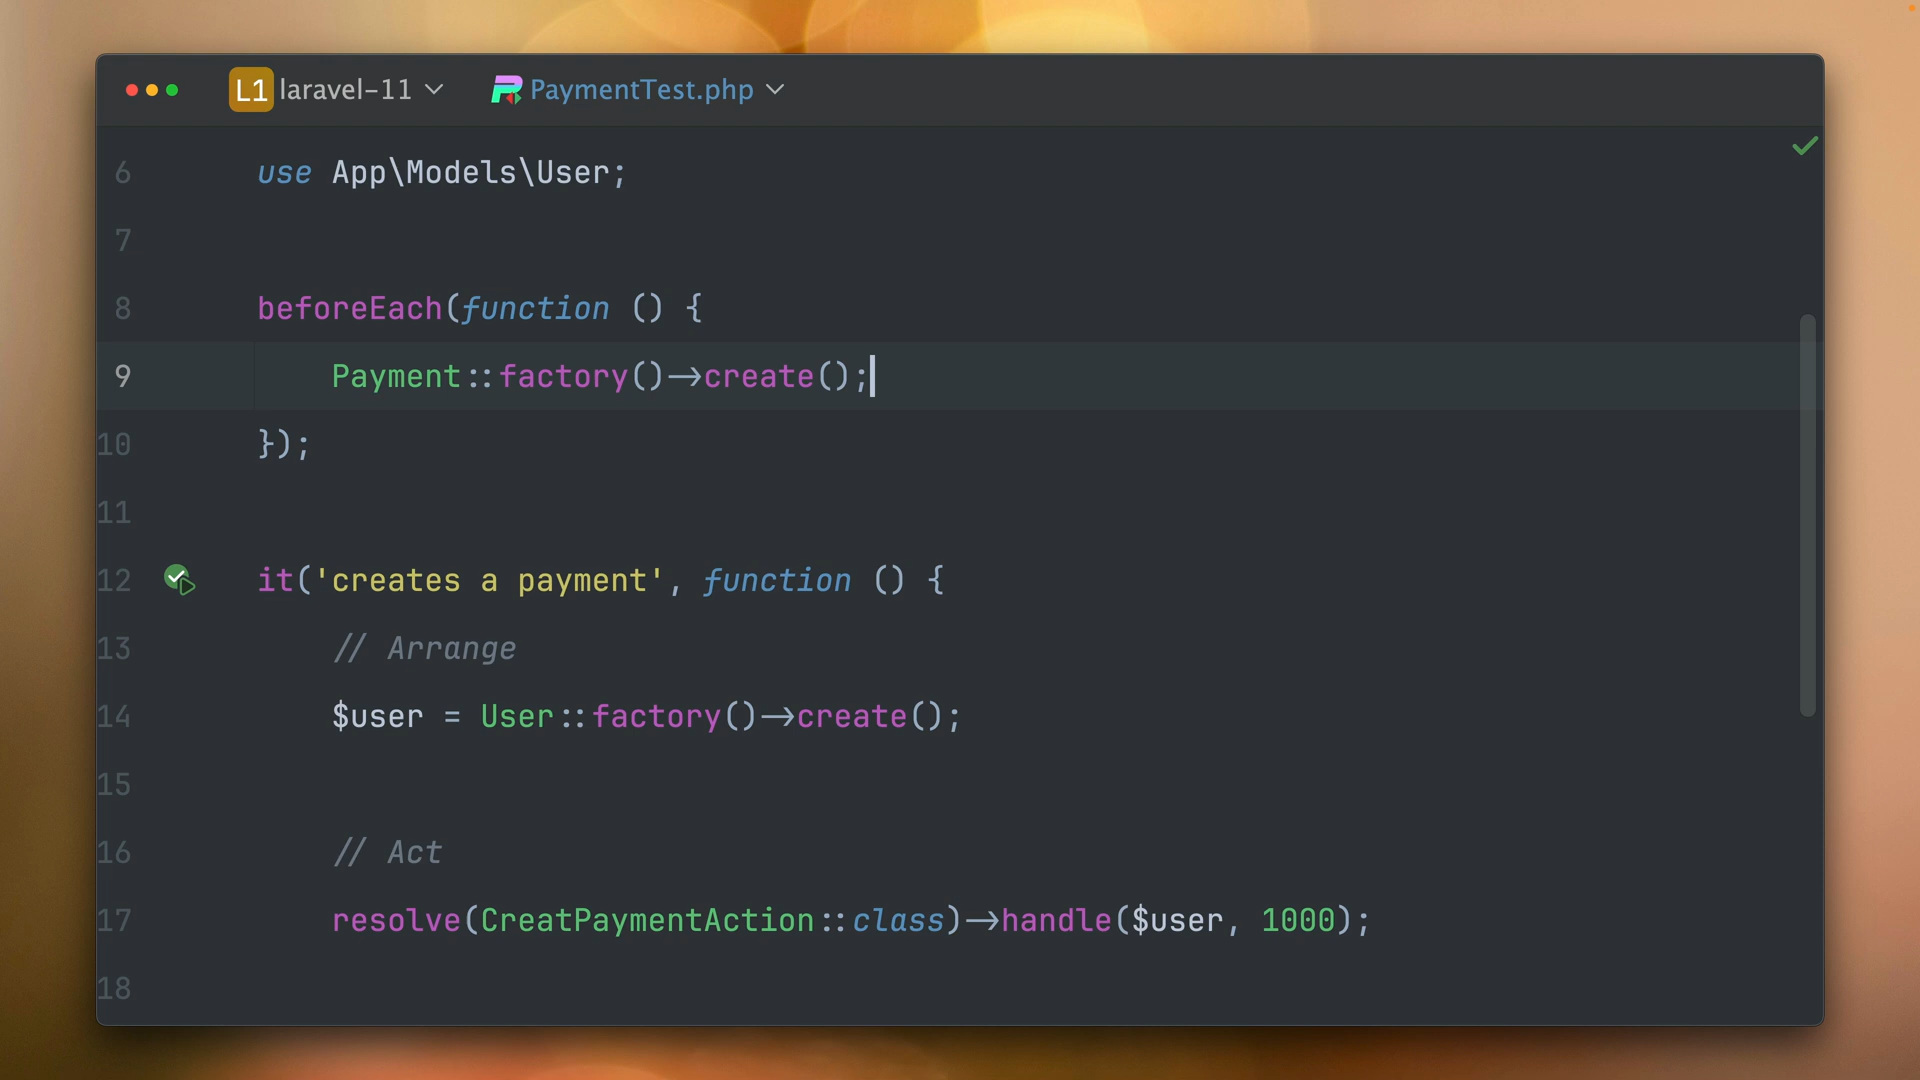 L1 laravel-11 PaymentTest.php
6 use App\Models\User;
7
8 beforeEach(function () {
9 Payment::factory()->create();
10 });
11
12 it('creates a payment', function () {
13 // Arrange
14 $user = User::factory()->create();
15
16 // Act
17 resolve(CreatPaymentAction::class)->handle($user, 1000);
18